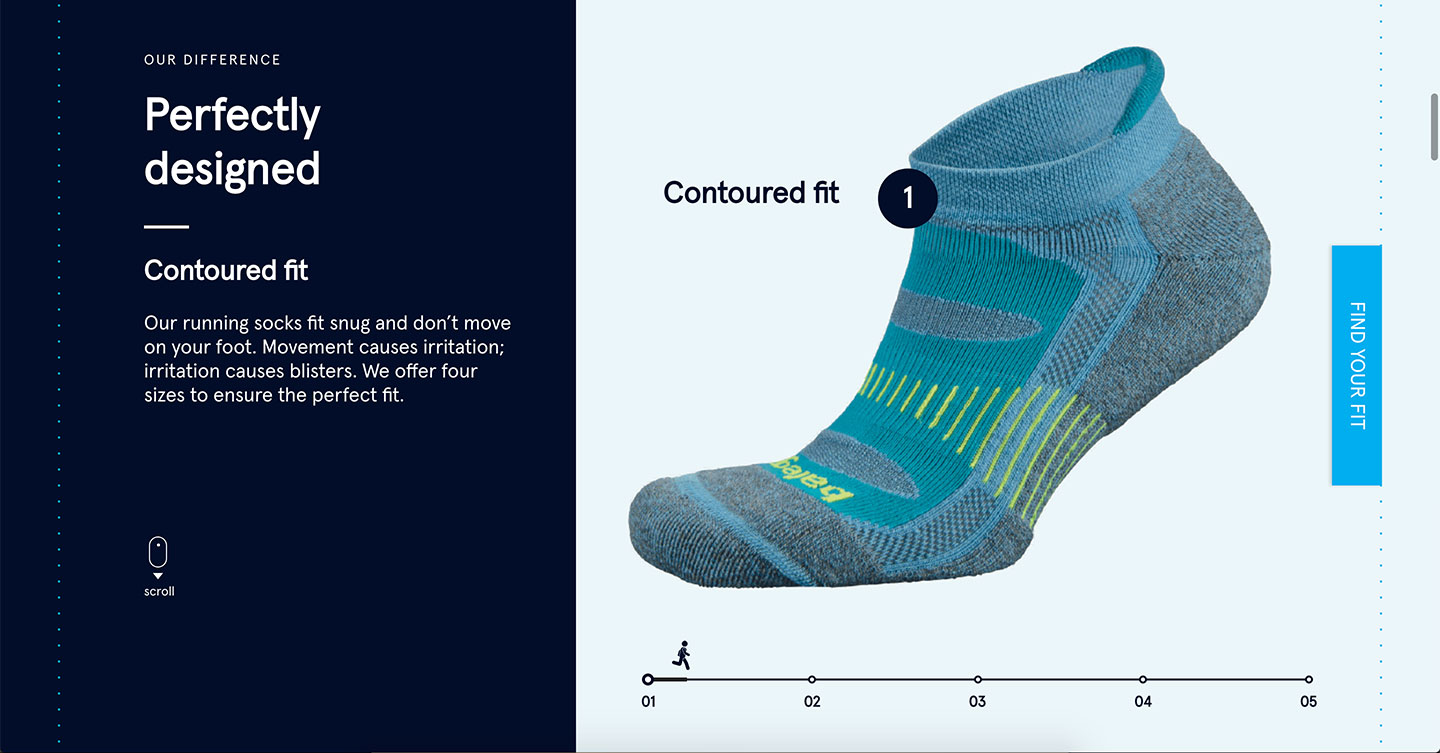 OUR DIFFERENCE
Perfectly
designed
Contoured fit
Our running socks fit snug and don’t move
on your foot. Movement causes irritation;
irritation causes blisters. We offer four
sizes to ensure the perfect fit.
scroll
Contoured fit
1
balega
FIND YOUR FIT
01
02
03
04
05